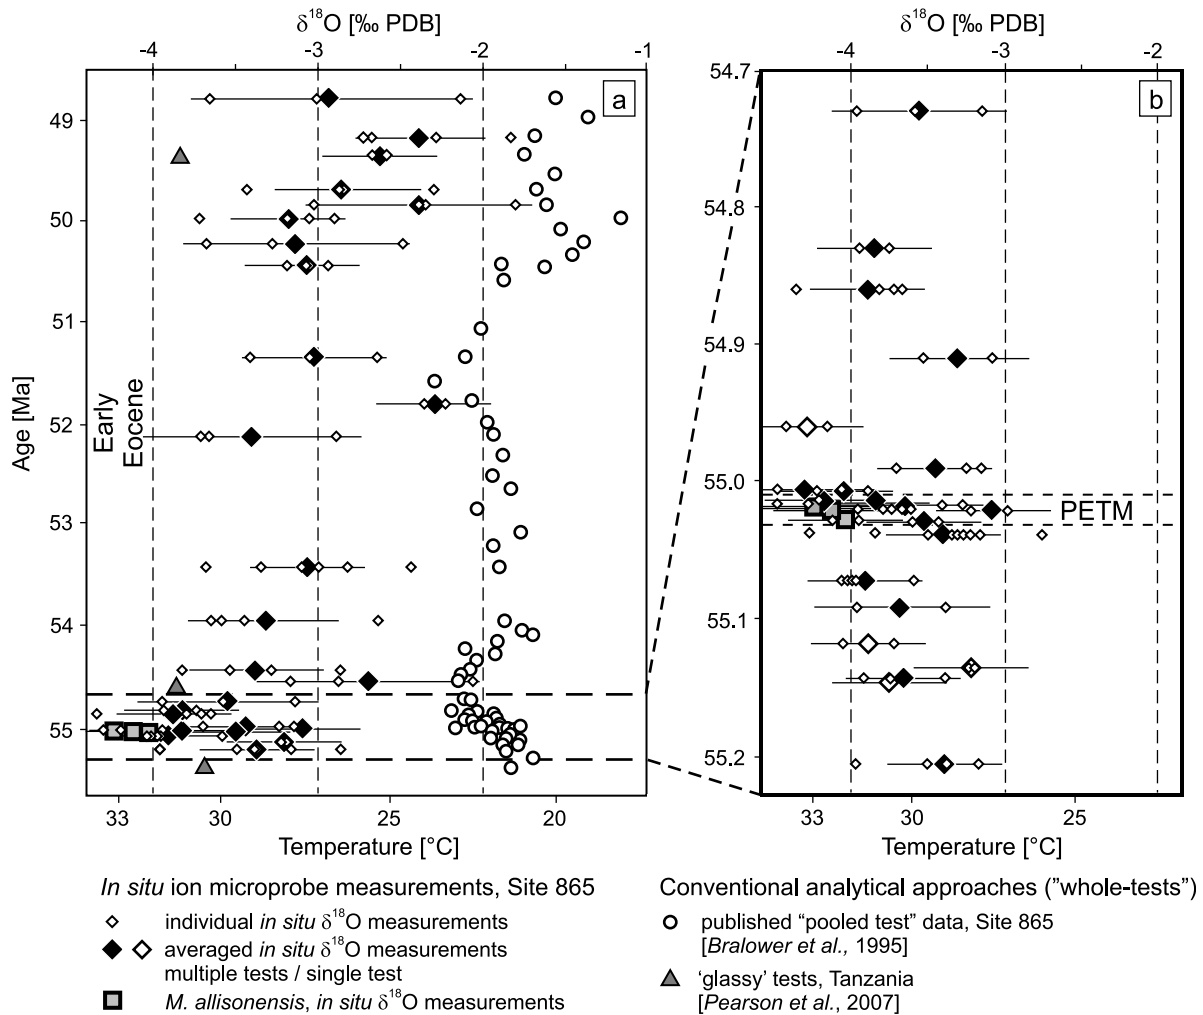 δ¹⁸O [‰ PDB]
-4 -3 -2 -1
a
Age [Ma]
49
50
51
52
53
54
55
Early
Eocene
33 30 25 20
Temperature [°C]
δ¹⁸O [‰ PDB]
-4 -3 -2
b
54.7
54.8
54.9
55.0
55.1
55.2
PETM
33 30 25
Temperature [°C]
In situ ion microprobe measurements, Site 865
individual in situ δ¹⁸O measurements
averaged in situ δ¹⁸O measurements
multiple tests / single test
M. allisonensis, in situ δ¹⁸O measurements
Conventional analytical approaches (”whole-tests”)
published “pooled test” data, Site 865
[Bralower et al., 1995]
‘glassy’ tests, Tanzania
[Pearson et al., 2007]